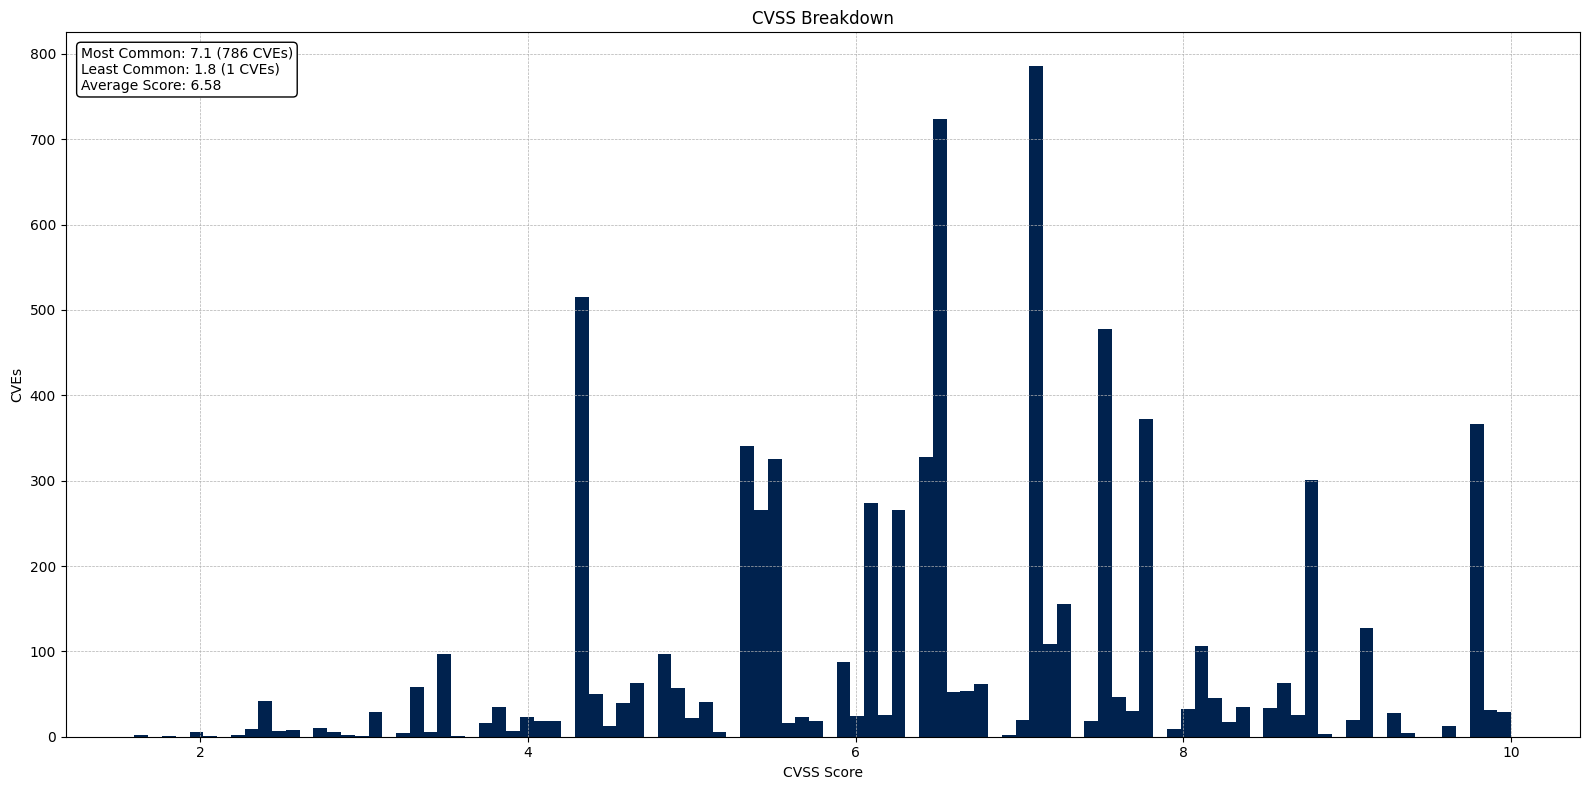 CVSS Breakdown
Most Common: 7.1 (786 CVEs)
Least Common: 1.8 (1 CVEs)
Average Score: 6.58
800
700
600
500
400
300
200
100
0
CVEs
2 4 6 8 10
CVSS Score